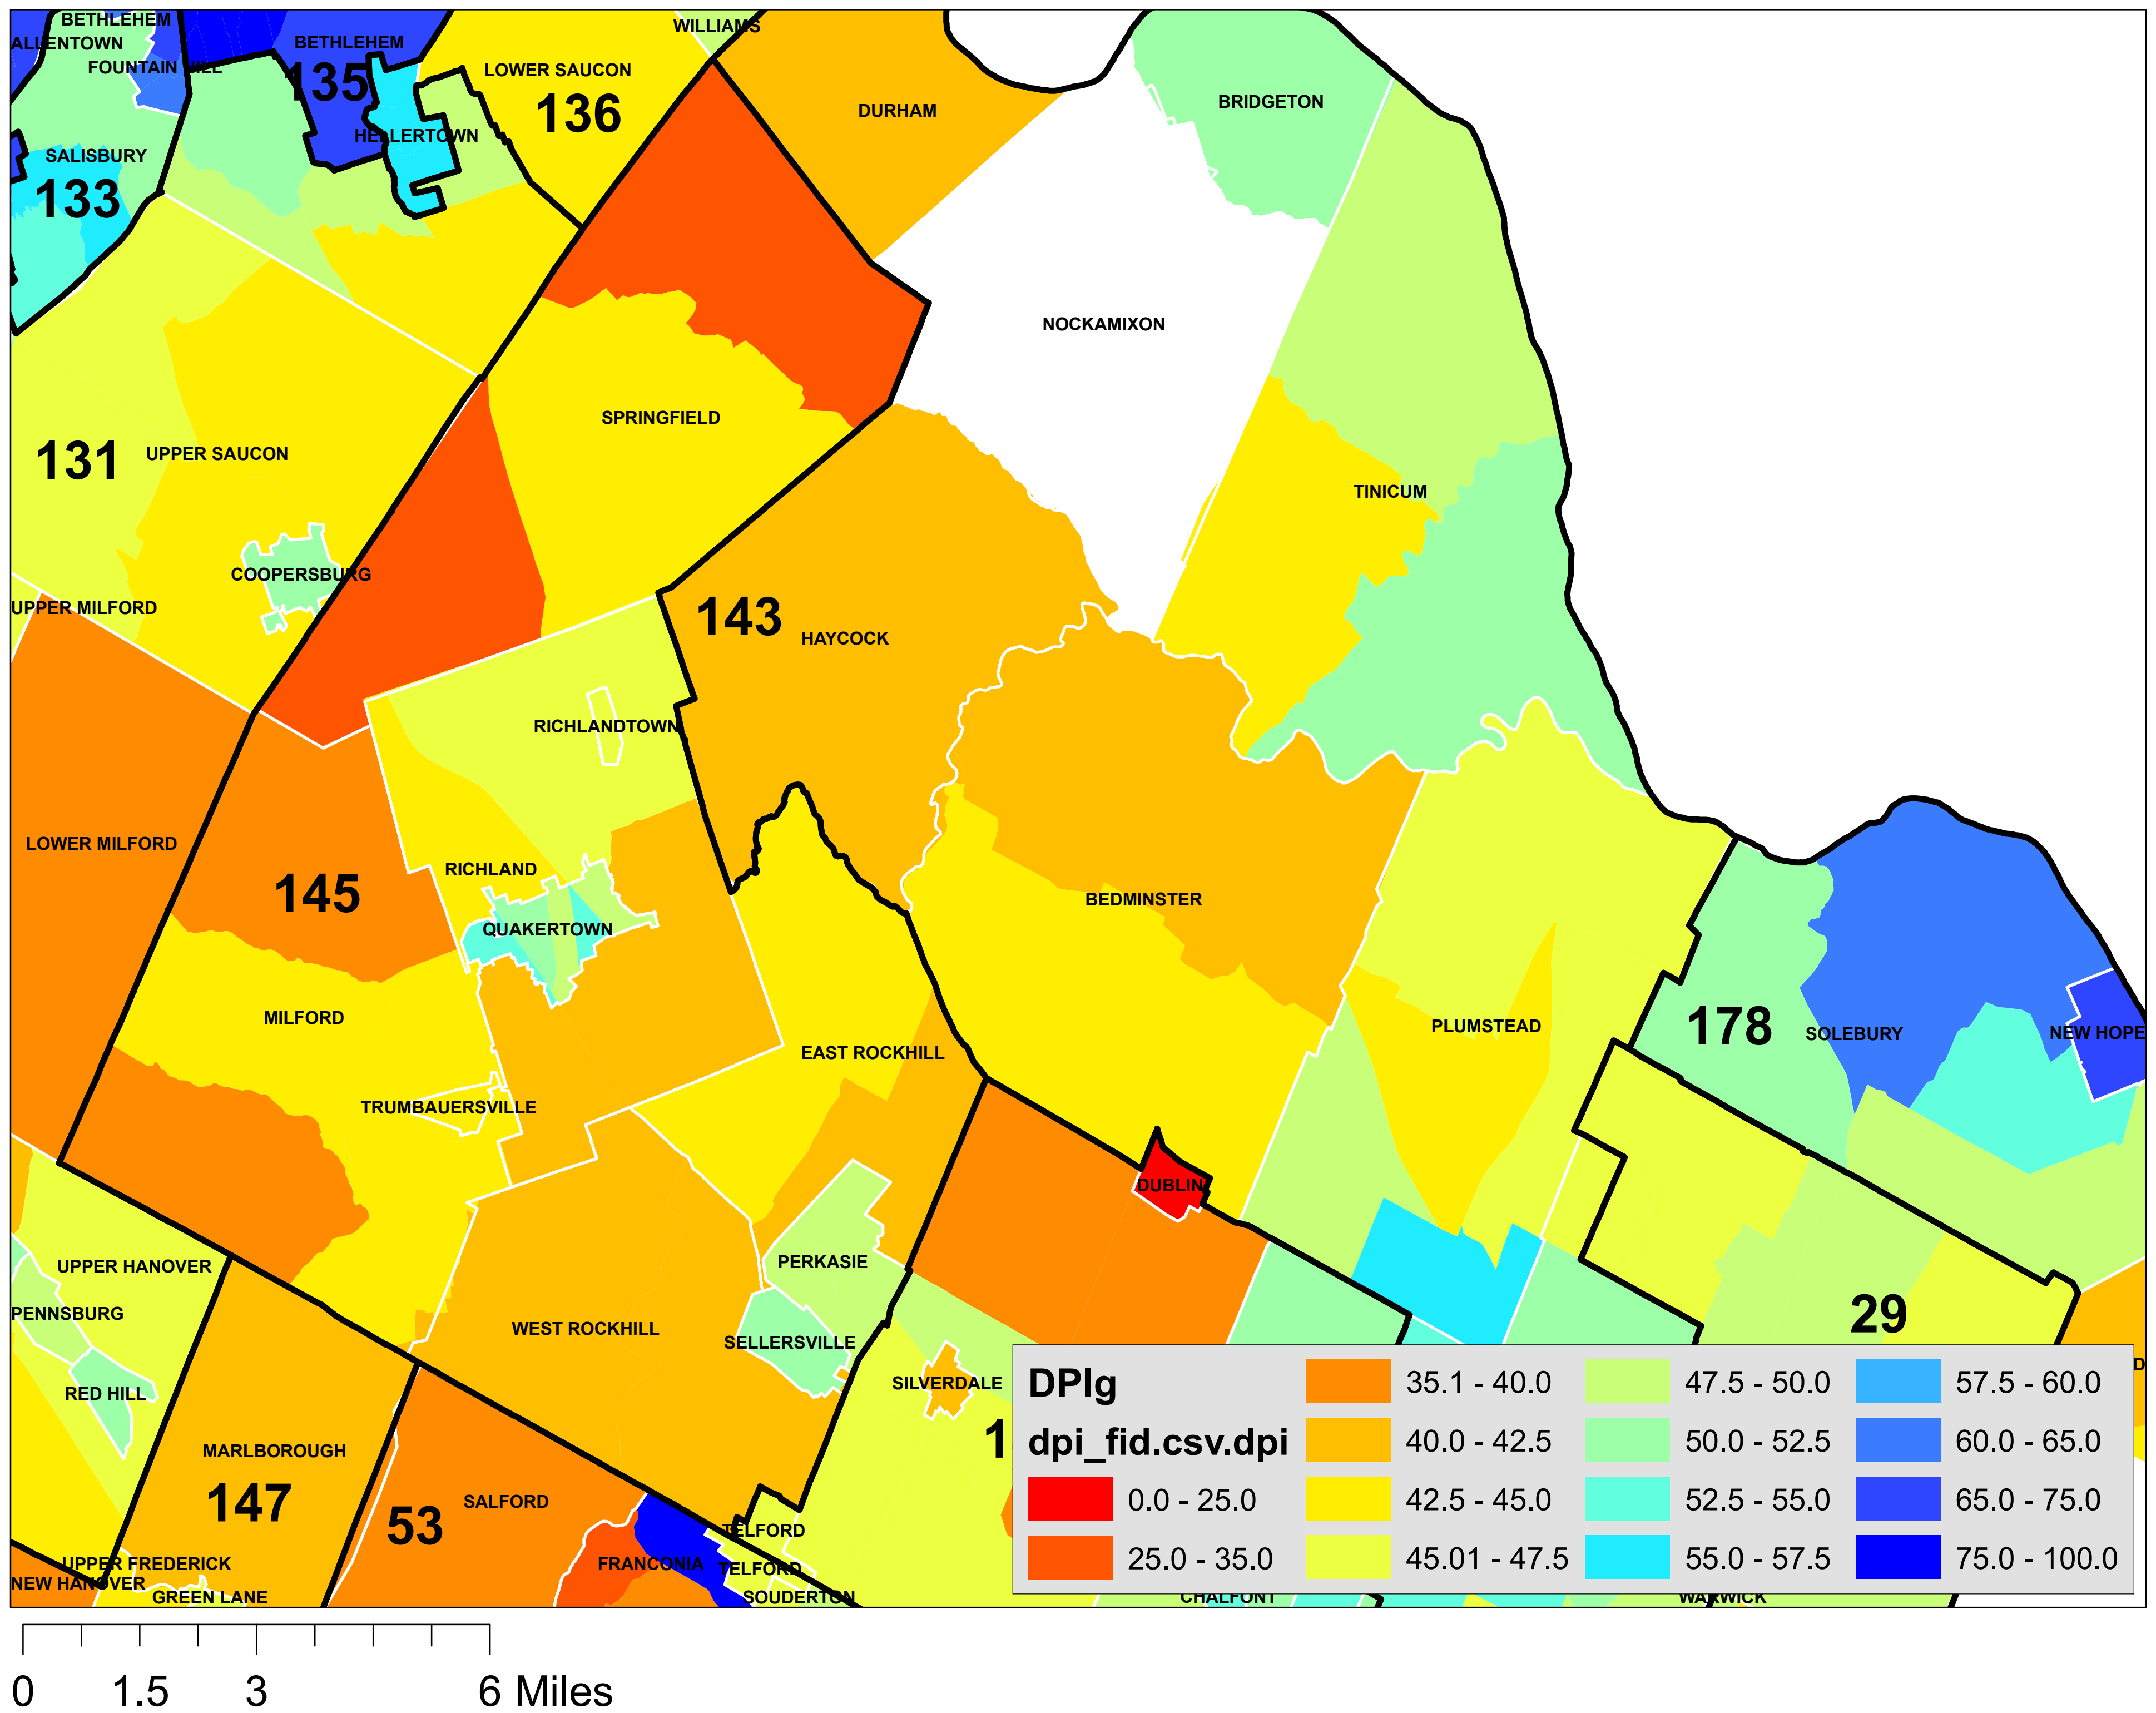 BETHLEHEM
ALLENTOWN
BETHLEHEM
WILLIAMS
FOUNTAIN HILL
135
LOWER SAUCON
136
DURHAM
BRIDGETON
HELLERTOWN
SALISBURY
133
NOCKAMIXON
SPRINGFIELD
131
UPPER SAUCON
TINICUM
COOPERSBURG
UPPER MILFORD
143
HAYCOCK
RICHLANDTOWN
LOWER MILFORD
RICHLAND
145
BEDMINSTER
QUAKERTOWN
MILFORD
PLUMSTEAD
178
SOLEBURY
NEW HOPE
EAST ROCKHILL
TRUMBAUERSVILLE
DUBLIN
UPPER HANOVER
PERKASIE
PENNSBURG
WEST ROCKHILL
SELLERSVILLE
29
RED HILL
SILVERDALE
D
MARLBOROUGH
147
SALFORD
53
1
TELFORD
UPPER FREDERICK
FRANCONIA
TELFORD
NEW HANOVER
GREEN LANE
SOUDERTON
CHALFONT
WARWICK
DPIg
dpi_fid.csv.dpi
0.0 - 25.0
25.0 - 35.0
35.1 - 40.0
40.0 - 42.5
42.5 - 45.0
45.01 - 47.5
47.5 - 50.0
50.0 - 52.5
52.5 - 55.0
55.0 - 57.5
57.5 - 60.0
60.0 - 65.0
65.0 - 75.0
75.0 - 100.0
0 1.5 3 6 Miles